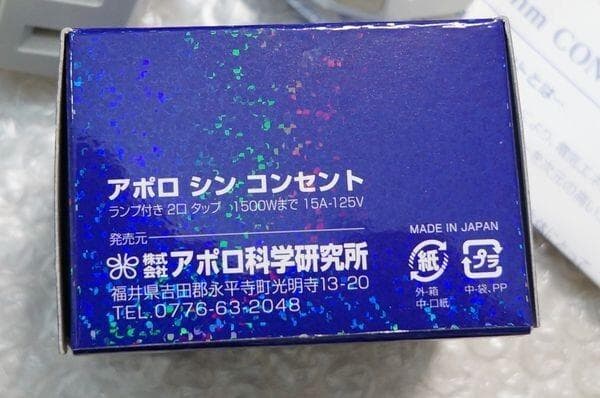 アポロ シン コンセント
ランプ付き 2口 タップ 1500Wまで 15A-125V
発売元
株式会社 アポロ科学研究所
福井県吉田郡永平寺町光明寺13-20
TEL.0776-63-2048
MADE IN JAPAN
紙 プラ
外-箱 中-袋、PP
中-口紙
nm CON